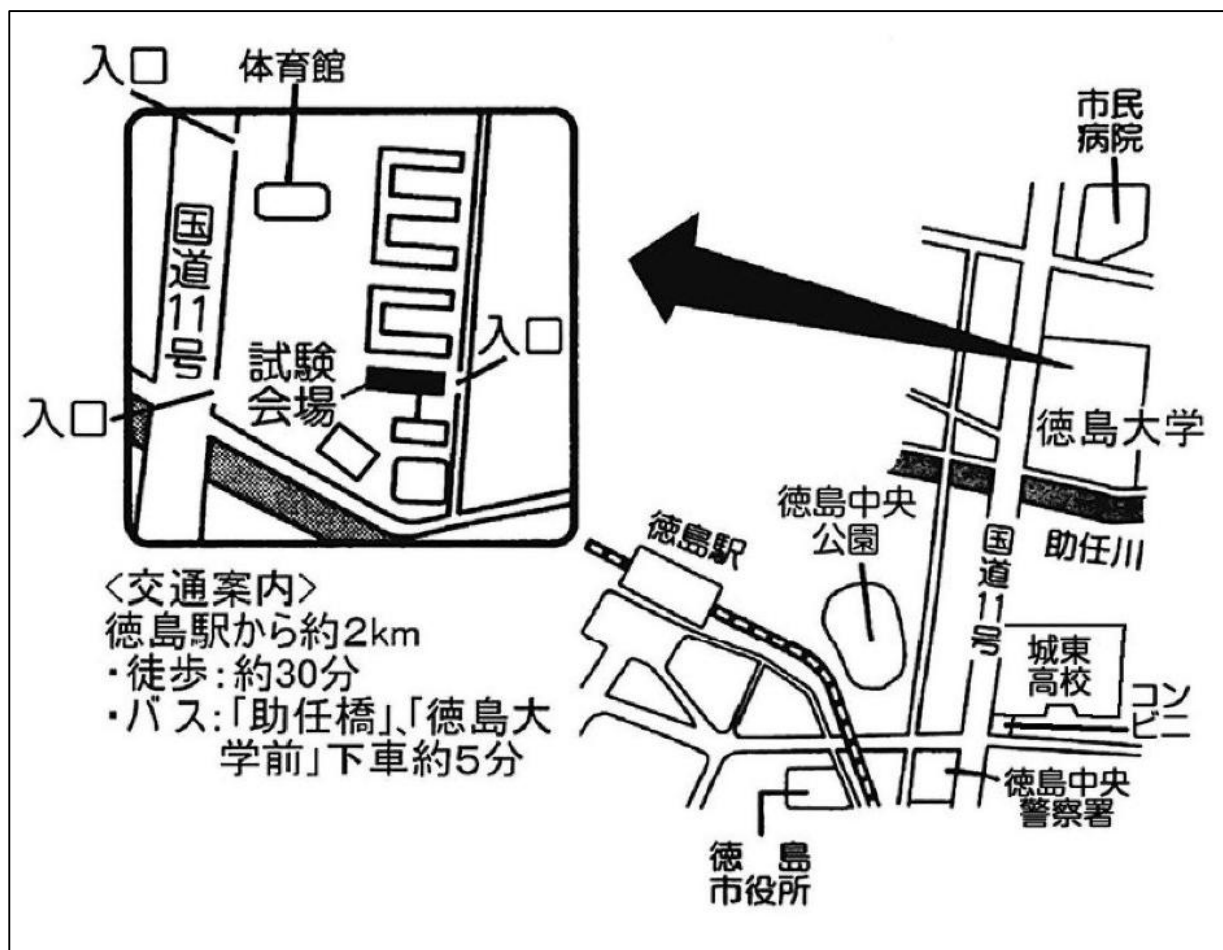 入口
体育館
国道11号
試験
会場
入口
入口
<交通案内>
徳島駅から約2km
・徒歩:約30分
・バス:「助任橋」、「徳島大
学前」下車約5分
市民
病院
徳島大学
徳島中央
公園
徳島駅
国道11号
助任川
城東
高校
コン
ビニ
徳島中央
警察署
徳島
市役所